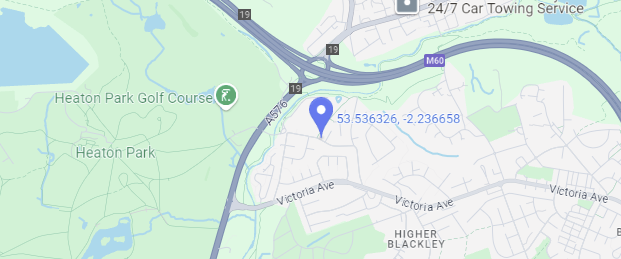 19
24/7 Car Towing Service
19
M60
19
Heaton Park Golf Course
A576
53.536326, -2.236658
Heaton Park
Victoria Ave
Victoria Ave
Victoria Ave
HIGHER
BLACKLEY